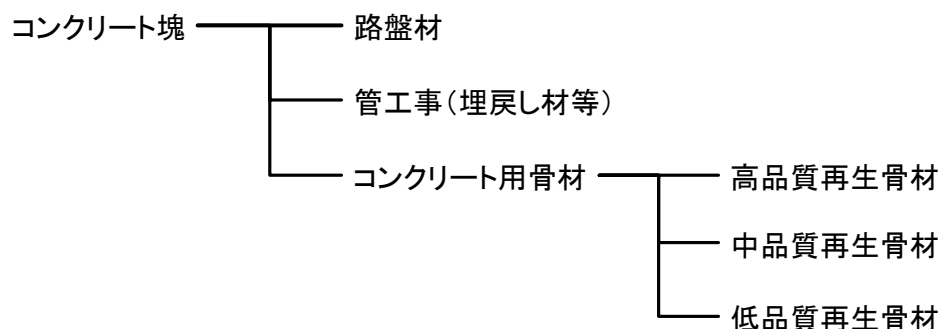 コンクリート塊 路盤材
管工事（埋戻し材等）
コンクリート用骨材 高品質再生骨材
中品質再生骨材
低品質再生骨材